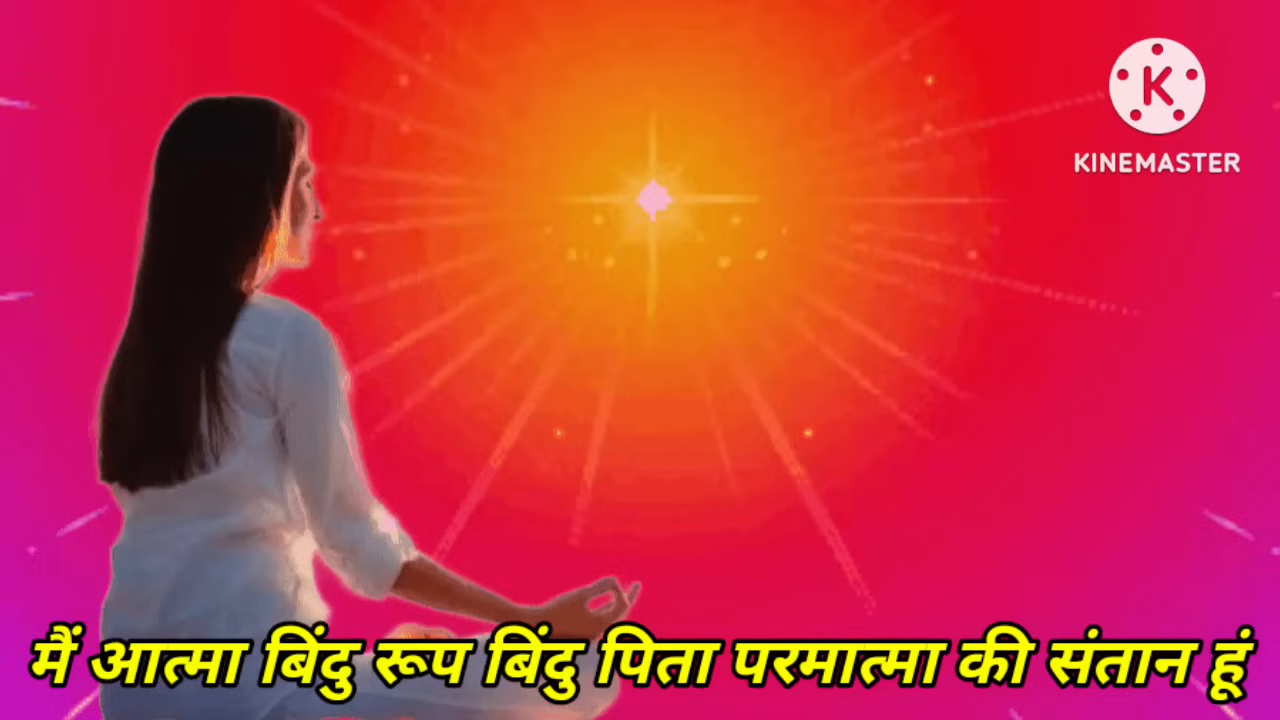 KINEMASTER
मैं आत्मा बिंदु रूप बिंदु पिता परमात्मा की संतान हूं